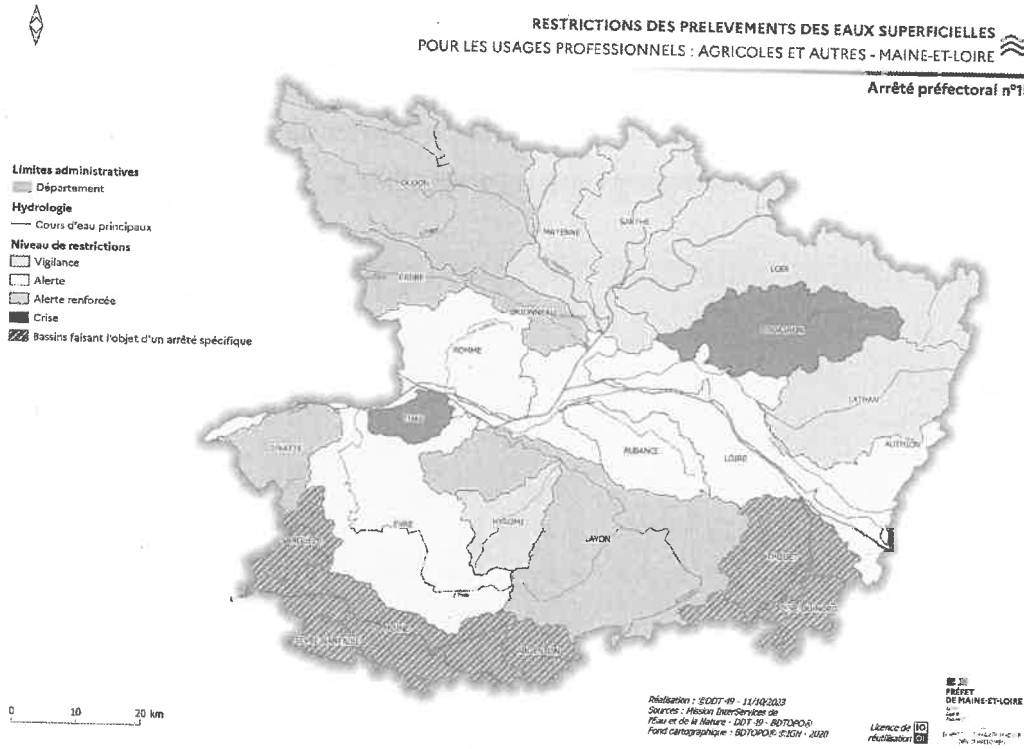 RESTRICTIONS DES PRELEVEMENTS DES EAUX SUPERFICIELLES
POUR LES USAGES PROFESSIONNELS : AGRICOLES ET AUTRES - MAINE-ET-LOIRE
Arrêté préfectoral n°1
Limites administratives
Département
Hydrologie
Cours d'eau principaux
Niveau de restrictions
Vigilance
Alerte
Alerte renforcée
Crise
Bassins faisant l'objet d'un arrêté spécifique
OUDON
MAYENNE
SARTHE
LOIR
ERDRE
BRIONNEAU
COUASNON
ROMME
LATHAN
AUTHION
AUBANCE
LOIRE
EVRE
HYROME
LAYON
THOUET
0 10 20 km
Réalisation : ©DDT 49 - 11/10/2023
Sources : Mission InterServices de
l'Eau et de la Nature - DDT 49 - BDTOPO®
Fond cartographique : BDTOPO® ©IGN - 2020
Licence de
réutilisation
PRÉFET
DE MAINE-ET-LOIRE